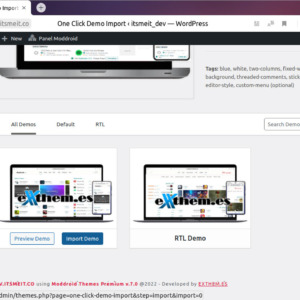 o Import ‹
itsmeit.co
One Click Demo Import ‹ itsmeit_dev — WordPress
New
Panel Moddroid
Tags: blue, white, two-columns, fixed-w
background, threaded comments, stick
editor-style, custom menu (optional)
All Demos
Default
RTL
Search Demo
exthem.es
exthem.es
Preview Demo
Import Demo
RTL Demo
W.ITSMEIT.CO @2022 - Developed by EXTHEM.ES
using Moddroid Themes Premium v.7.0
dmin/themes.php?page=one-click-demo-import&step=import&import=0